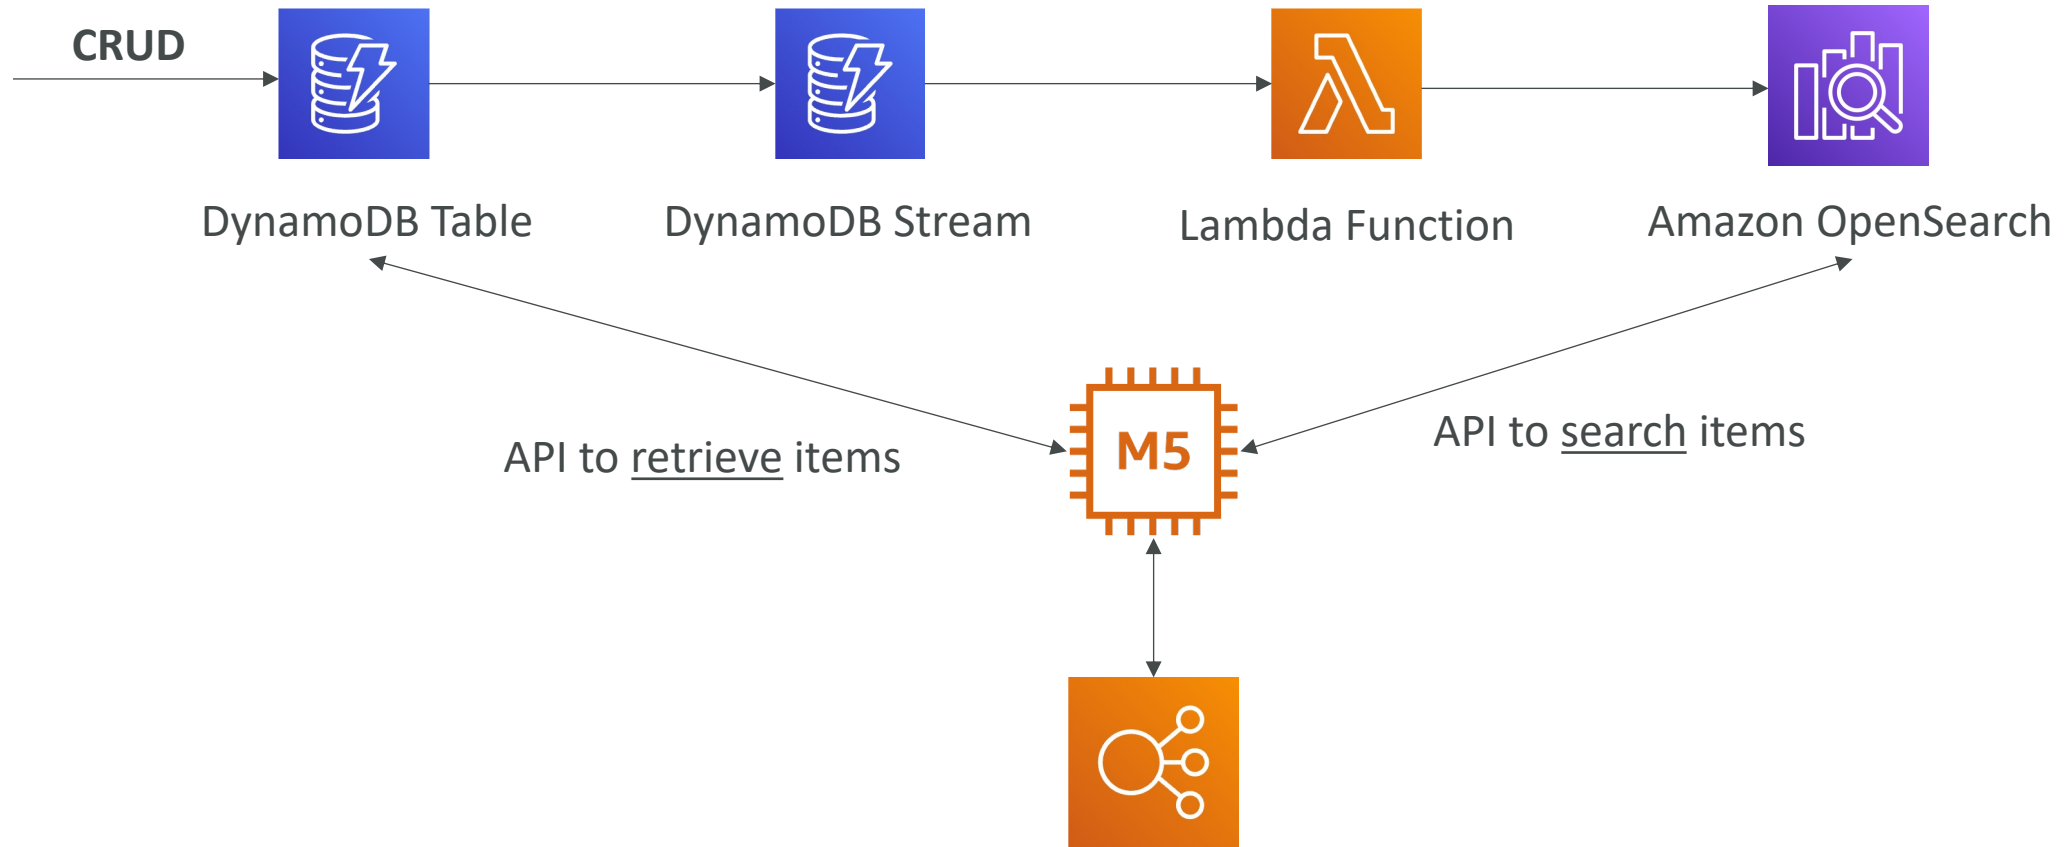 CRUD
DynamoDB Table
DynamoDB Stream
Lambda Function
Amazon OpenSearch
M5
API to retrieve items
API to search items